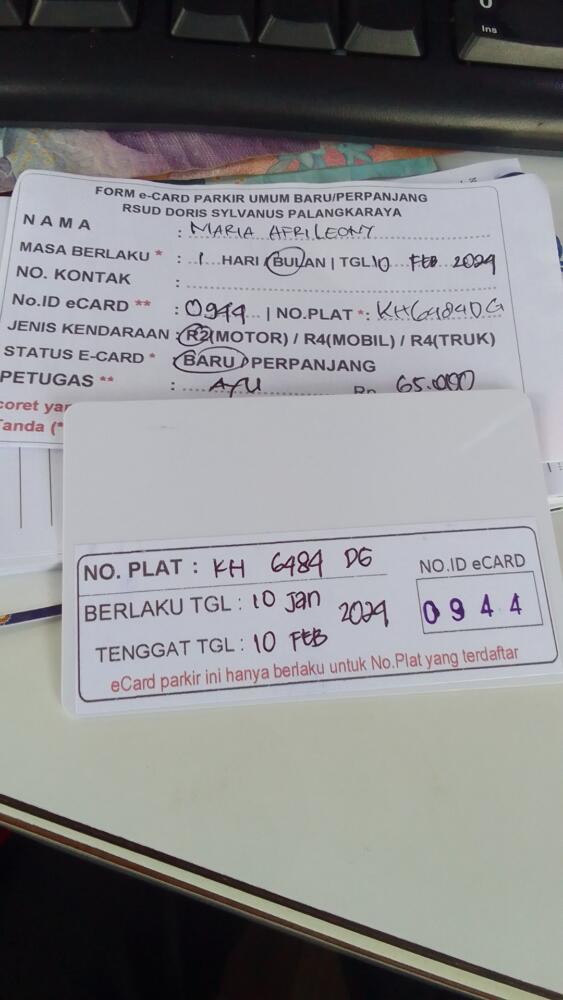 Ins
FORM e-CARD PARKIR UMUM BARU/PERPANJANG
RSUD DORIS SYLVANUS PALANGKARAYA
NAMA : MARIA AFRILEONY
MASA BERLAKU * : 1 HARI BULAN | TGL 10 FEB 2024
NO. KONTAK :
No.ID eCARD ** : 0944 | NO.PLAT *: KH6484DG
JENIS KENDARAAN : R2(MOTOR) / R4(MOBIL) / R4(TRUK)
STATUS E-CARD * : BARU / PERPANJANG
PETUGAS ** : AYU Rp 65.000
coret
Tanda (*
NO. PLAT : KH 6484 DG
BERLAKU TGL : 10 Jan 2024
TENGGAT TGL : 10 FEB
NO.ID eCARD
0944
eCard parkir ini hanya berlaku untuk No.Plat yang terdaftar